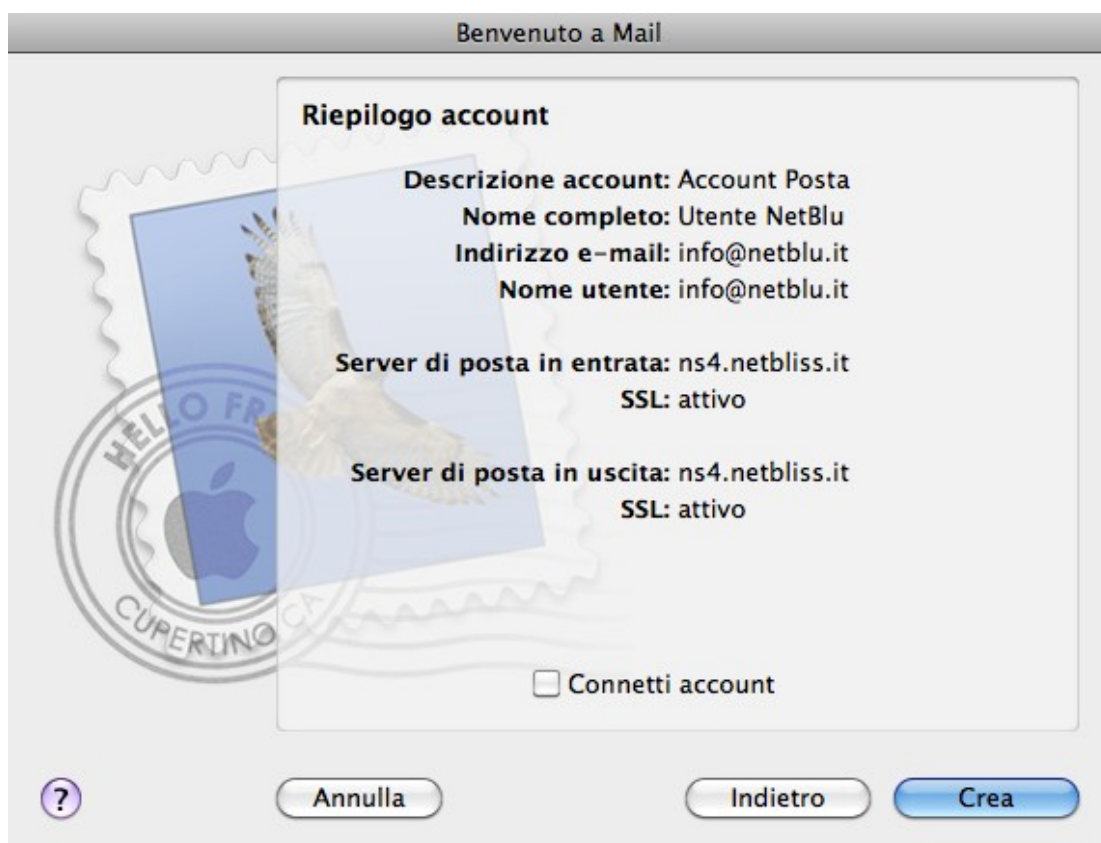 Benvenuto a Mail
Riepilogo account
Descrizione account: Account Posta
Nome completo: Utente NetBlu
Indirizzo e-mail: info@netblu.it
Nome utente: info@netblu.it
Server di posta in entrata: ns4.netbliss.it
SSL: attivo
Server di posta in uscita: ns4.netbliss.it
SSL: attivo
HELLO FR
CUPERTINO CA
Connetti account
?
Annulla
Indietro
Crea